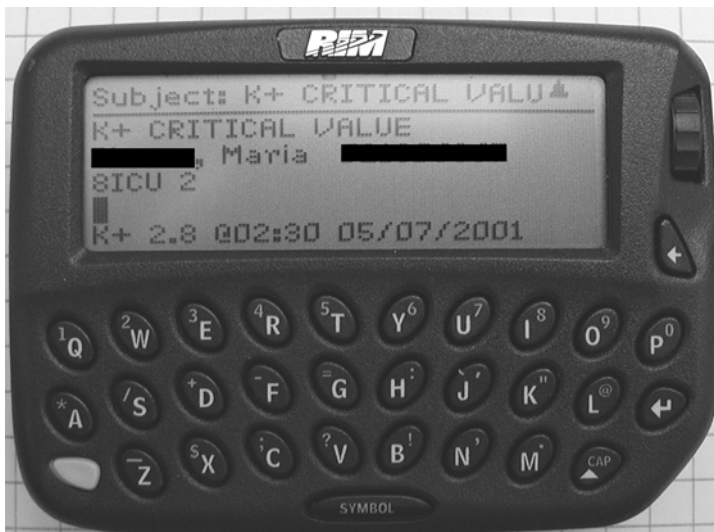 RIM
Subject: K+ CRITICAL VALU
K+ CRITICAL VALUE
, Maria
8ICU 2
K+ 2.8 @02:30 05/07/2001
1Q 2W 3E 4R 5T Y6 U7 I8 O9 P0
*A /S +D -F =G H: J, K" L@
_Z $X ;C ?V B! N' M. CAP
SYMBOL